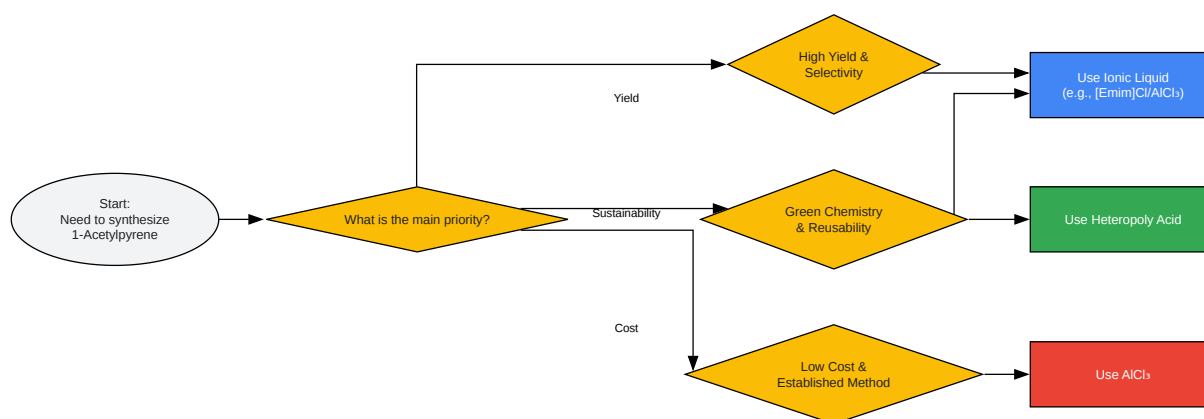 Start:
Need to synthesize
1-Acetylpyrene
What is the main priority?
Yield
Sustainability
Cost
High Yield &
Selectivity
Green Chemistry
& Reusability
Low Cost &
Established Method
Use Ionic Liquid
(e.g., [Emim]Cl/AlCl₃)
Use Heteropoly Acid
Use AlCl₃